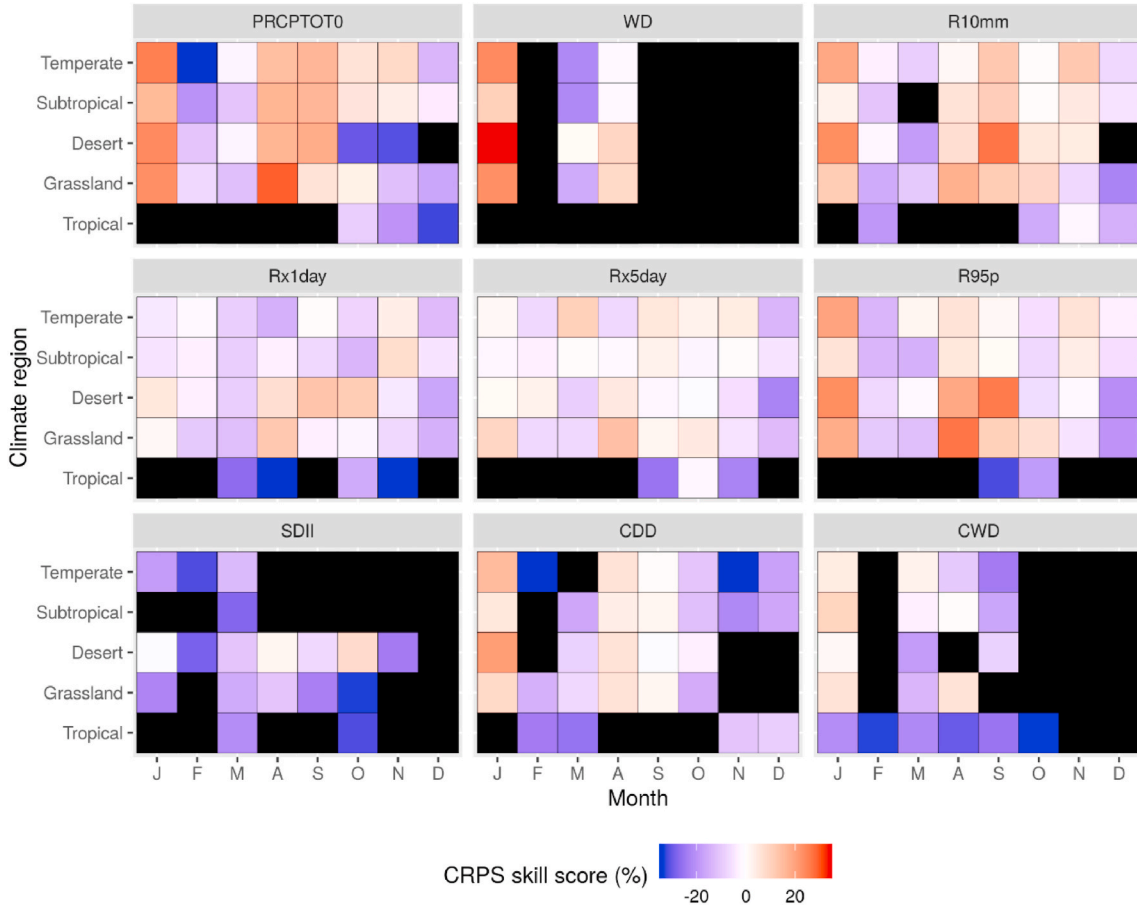 PRCPTOT0 WD R10mm
Temperate
Subtropical
Desert
Grassland
Tropical
Rx1day Rx5day R95p
Temperate
Subtropical
Desert
Grassland
Tropical
SDII CDD CWD
Temperate
Subtropical
Desert
Grassland
Tropical
Climate region
J F M A S O N D J F M A S O N D J F M A S O N D
Month
CRPS skill score (%)
-20 0 20